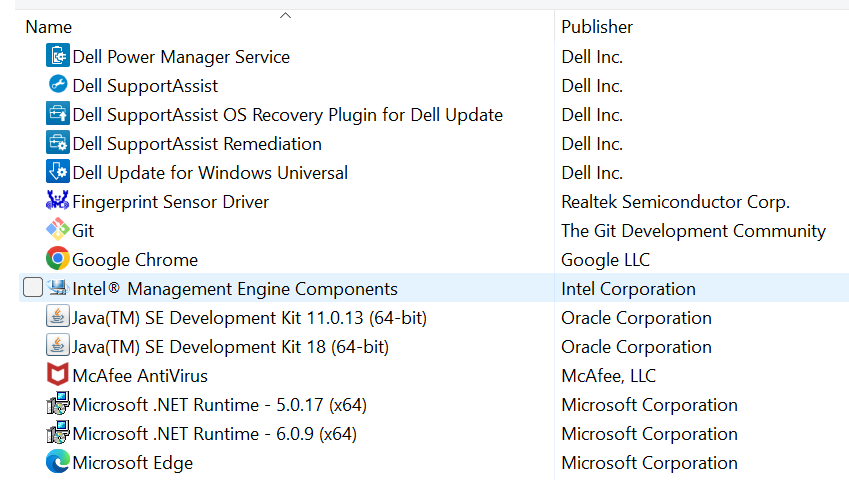 Name Publisher
Dell Power Manager Service Dell Inc.
Dell SupportAssist Dell Inc.
Dell SupportAssist OS Recovery Plugin for Dell Update Dell Inc.
Dell SupportAssist Remediation Dell Inc.
Dell Update for Windows Universal Dell Inc.
Fingerprint Sensor Driver Realtek Semiconductor Corp.
Git The Git Development Community
Google Chrome Google LLC
Intel® Management Engine Components Intel Corporation
Java(TM) SE Development Kit 11.0.13 (64-bit) Oracle Corporation
Java(TM) SE Development Kit 18 (64-bit) Oracle Corporation
McAfee AntiVirus McAfee, LLC
Microsoft .NET Runtime - 5.0.17 (x64) Microsoft Corporation
Microsoft .NET Runtime - 6.0.9 (x64) Microsoft Corporation
Microsoft Edge Microsoft Corporation